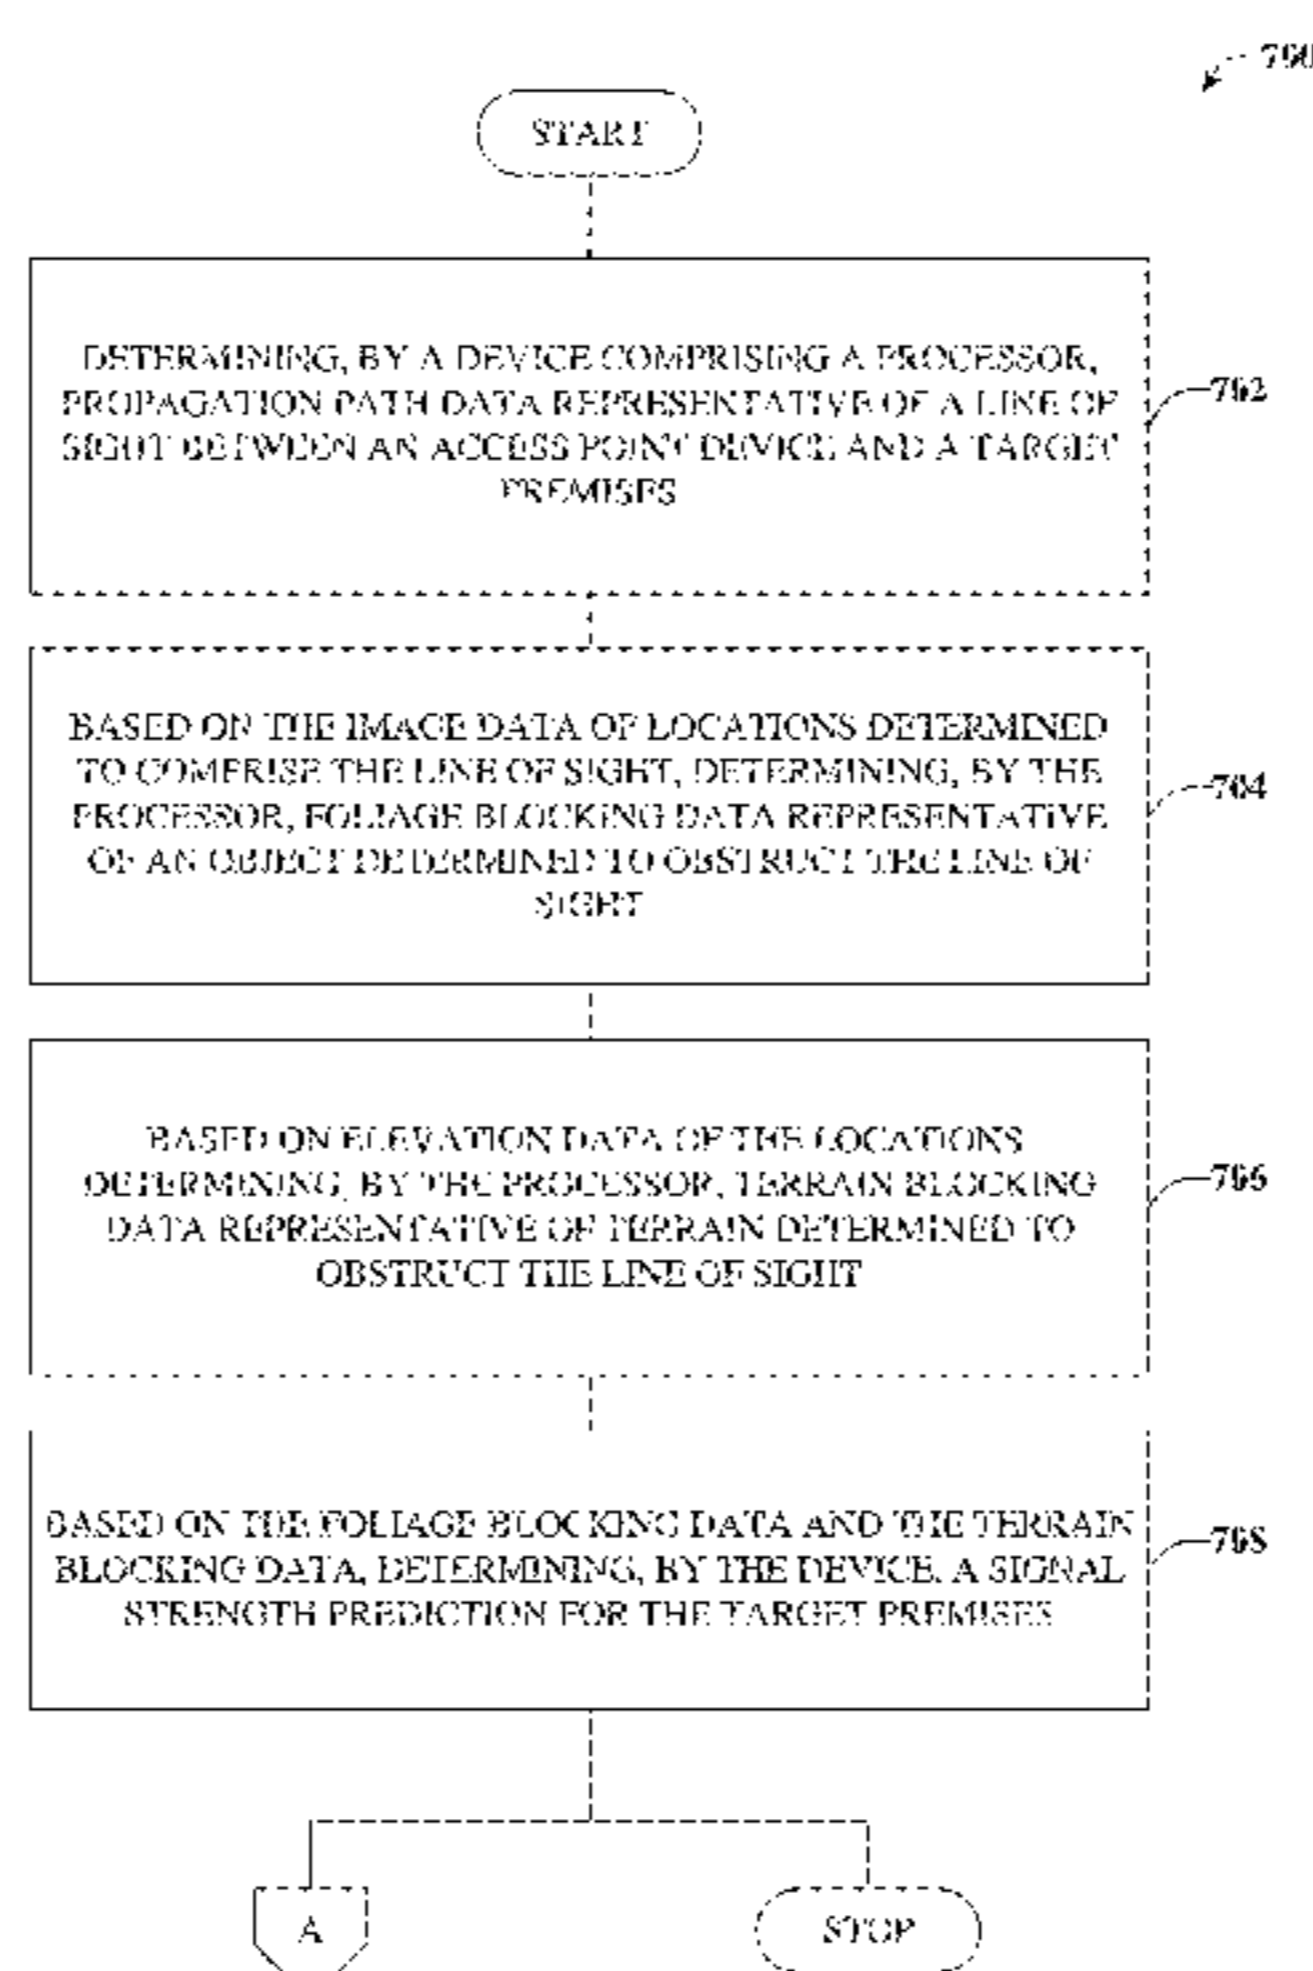 700
START
DETERMINING, BY A DEVICE COMPRISING A PROCESSOR,
PROPAGATION PATH DATA REPRESENTATIVE OF A LINE OF
SIGHT BETWEEN AN ACCESS POINT DEVICE AND A TARGET
PREMISES
702
BASED ON THE IMAGE DATA OF LOCATIONS DETERMINED
TO COMPRISE THE LINE OF SIGHT, DETERMINING, BY THE
PROCESSOR, FOLIAGE BLOCKING DATA REPRESENTATIVE
OF AN OBJECT DETERMINED TO OBSTRUCT THE LINE OF
SIGHT
704
BASED ON ELEVATION DATA OF THE LOCATIONS
DETERMINING, BY THE PROCESSOR, TERRAIN BLOCKING
DATA REPRESENTATIVE OF TERRAIN DETERMINED TO
OBSTRUCT THE LINE OF SIGHT
706
BASED ON THE FOLIAGE BLOCKING DATA AND THE TERRAIN
BLOCKING DATA, DETERMINING, BY THE DEVICE, A SIGNAL
STRENGTH PREDICTION FOR THE TARGET PREMISES
708
A
STOP